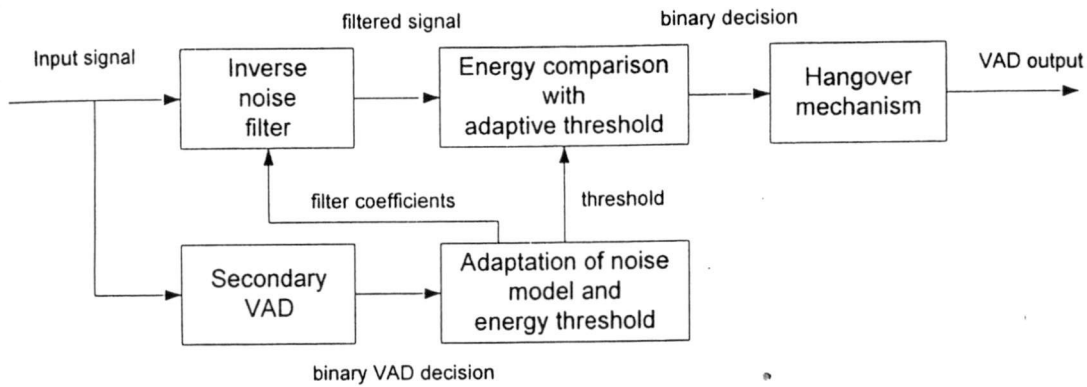 filtered signal
binary decision
Input signal
Inverse
noise
filter
Energy comparison
with
adaptive threshold
Hangover
mechanism
VAD output
filter coefficients
threshold
Secondary
VAD
Adaptation of noise
model and
energy threshold
binary VAD decision